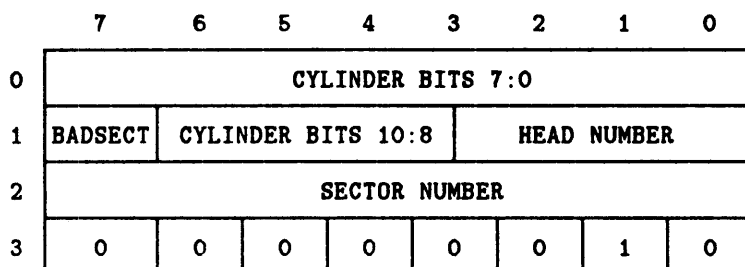 7 6 5 4 3 2 1 0
0 CYLINDER BITS 7:0
1 BADSECT CYLINDER BITS 10:8 HEAD NUMBER
2 SECTOR NUMBER
3 0 0 0 0 0 0 1 0